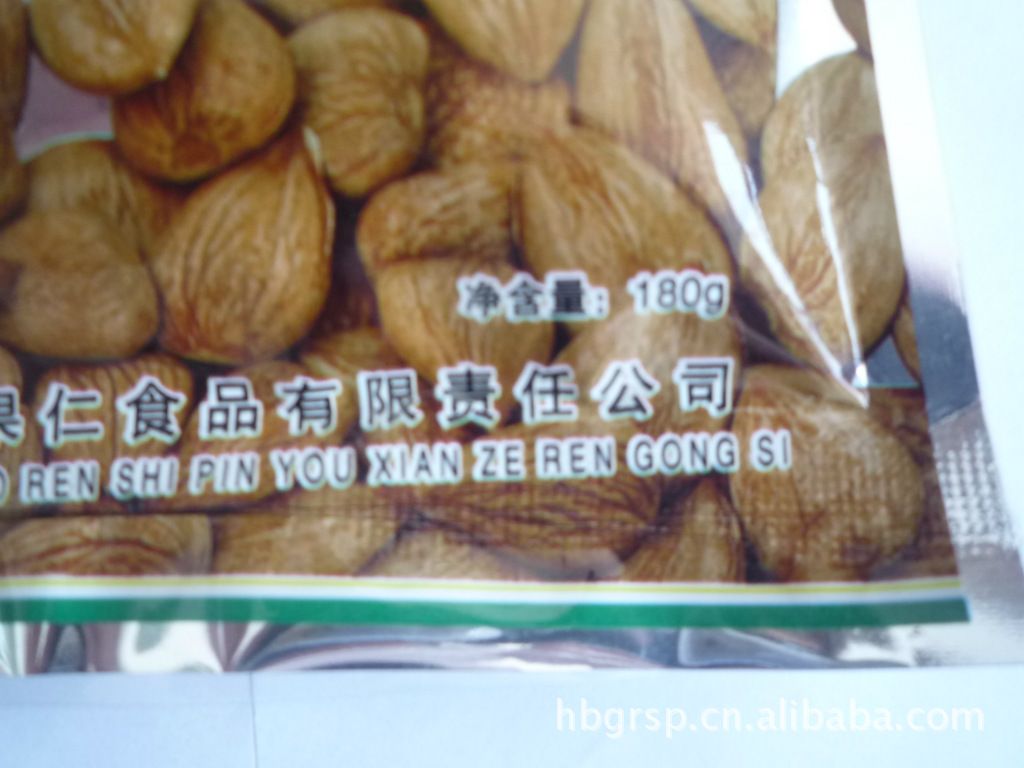 净含量：180g
果仁食品有限责任公司
O REN SHI PIN YOU XIAN ZE REN GONG SI
hbgrsp.cn.alibaba.com